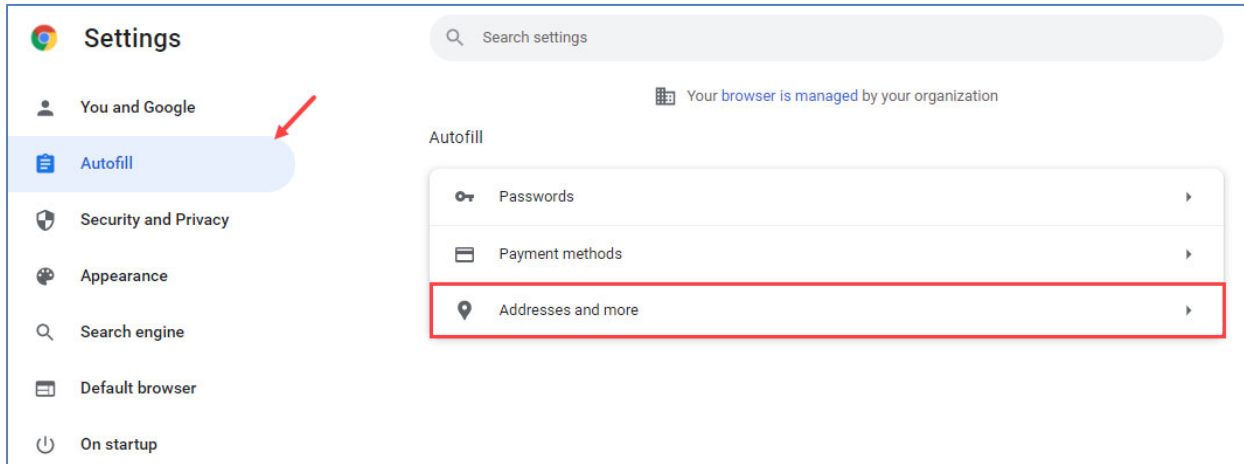 Settings
Search settings
You and Google
Autofill
Security and Privacy
Appearance
Search engine
Default browser
On startup
Your browser is managed by your organization
Autofill
Passwords
Payment methods
Addresses and more